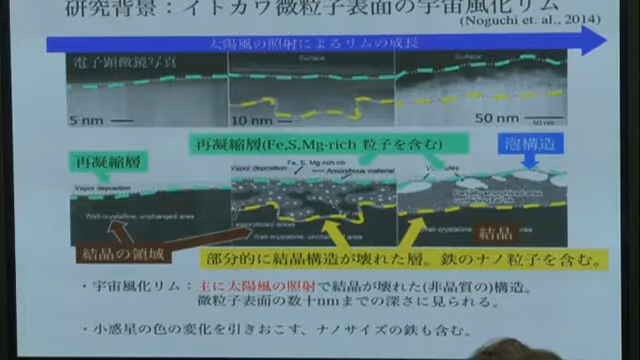 研究背景：イトカワ微粒子表面の宇宙風化リム
(Noguchi et. al., 2014)
太陽風の照射によるリムの成長
電子顕微鏡写真
Surface
Surface
5 nm
10 nm
50 nm
50 nm
再凝縮層(Fe,S,Mg-rich 粒子を含む)
泡構造
再凝縮層
Vapor deposition
Vapor deposition
Fe, S, Mg-rich nb
Amorphous material
Well-crystalline, unchanged area
結晶の領域
結晶
部分的に結晶構造が壊れた層。鉄のナノ粒子を含む。
・宇宙風化リム：主に太陽風の照射で結晶が壊れた(非晶質の)構造。
微粒子表面の数十nmまでの深さに見られる。
・小惑星の色の変化を引きおこす、ナノサイズの鉄も含む。